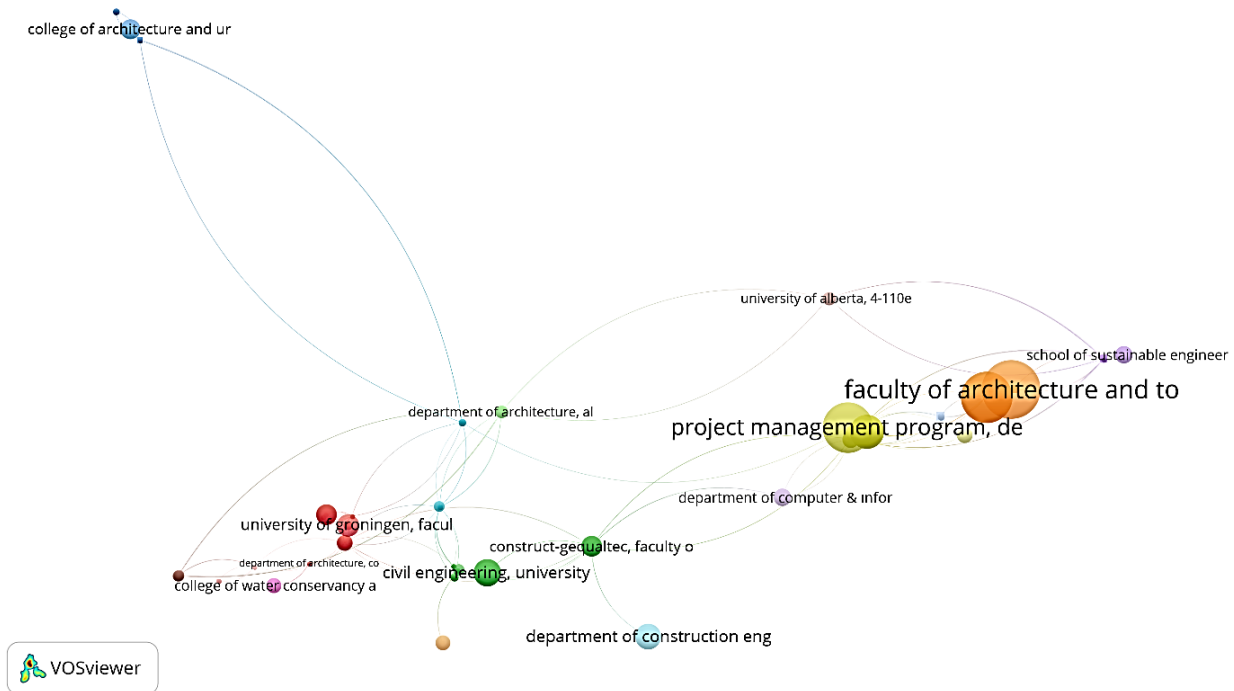 college of architecture and ur
university of alberta, 4-110e
school of sustainable engineer
faculty of architecture and to
department of architecture, al
project management program, de
department of computer & infor
university of groningen, facul
construct-gequaltec, faculty o
department of architecture, co
civil engineering, university
college of water conservancy a
department of construction eng
VOSviewer